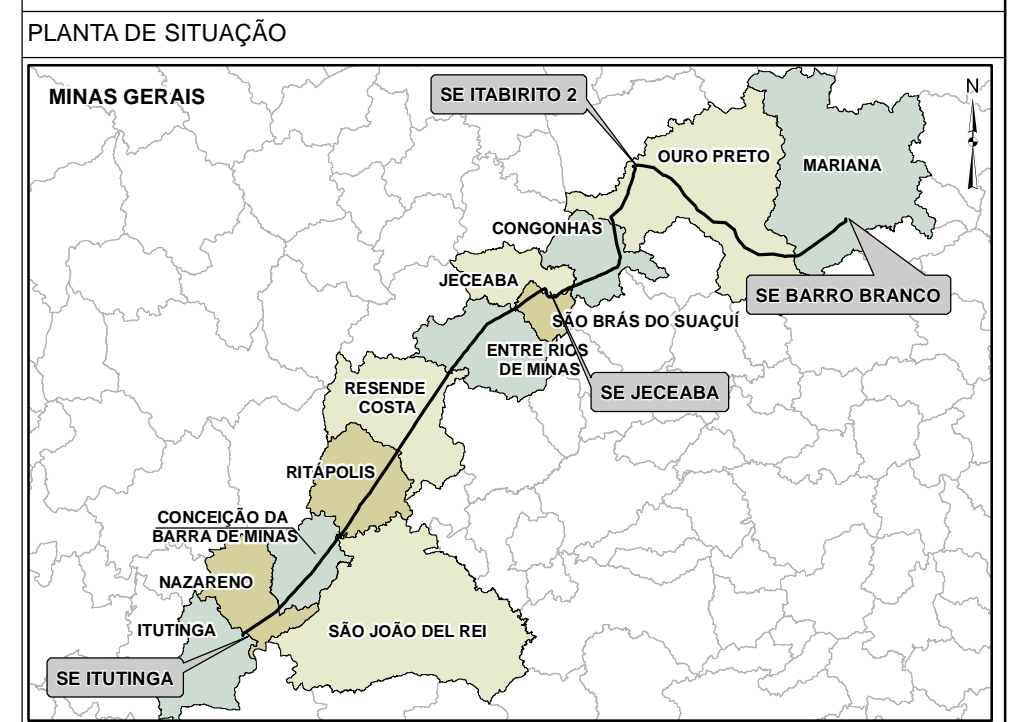 PLANTA DE SITUAÇÃO
MINAS GERAIS
SE ITABIRITO 2
N
OURO PRETO
MARIANA
CONGONHAS
JECEABA
SE BARRO BRANCO
SÃO BRÁS DO SUAÇUÍ
ENTRE RIOS
DE MINAS
SE JECEABA
RESENDE
COSTA
RITÁPOLIS
CONCEIÇÃO DA
BARRA DE MINAS
NAZARENO
ITUTINGA
SÃO JOÃO DEL REI
SE ITUTINGA